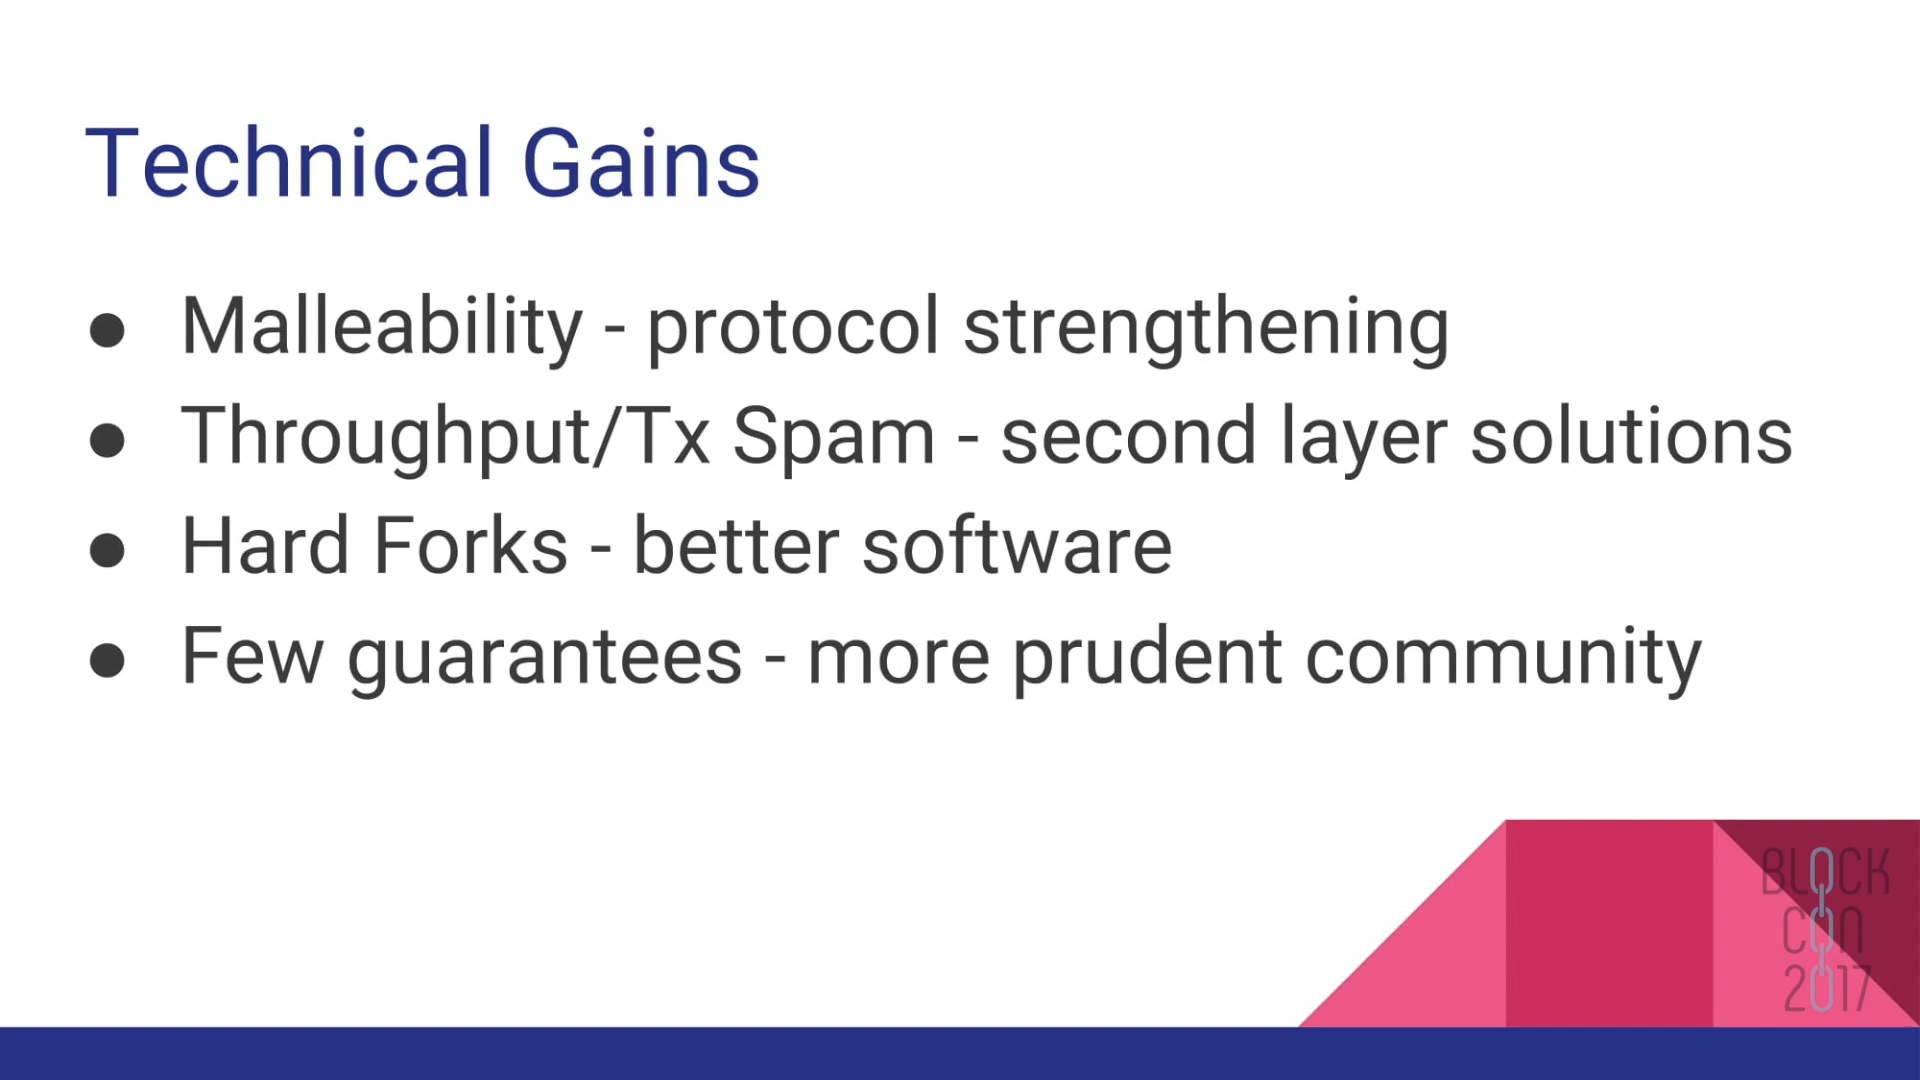 Technical Gains
● Malleability - protocol strengthening
● Throughput/Tx Spam - second layer solutions
● Hard Forks - better software
● Few guarantees - more prudent community
BLOCK
CON
2017